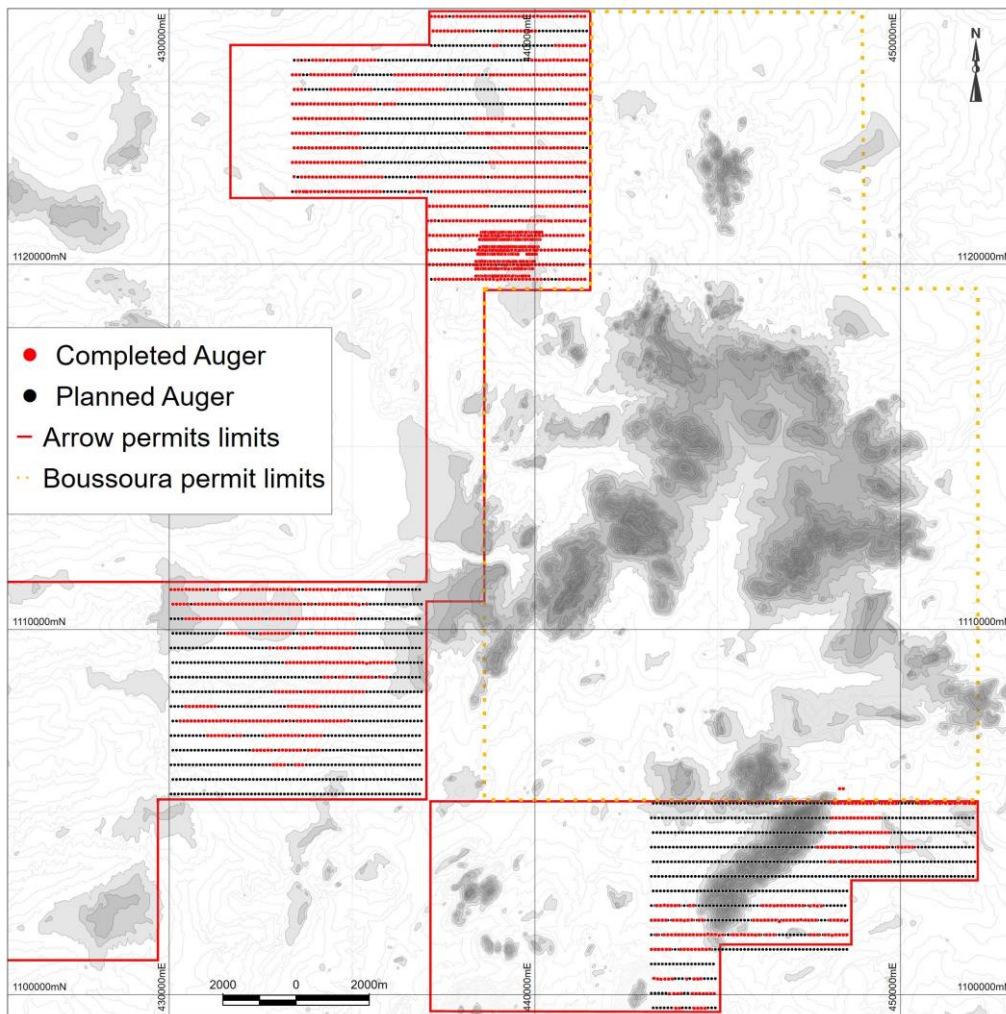 430000mE
440000mE
450000mE
N
1120000mN
1120000mN
Completed Auger
Planned Auger
Arrow permits limits
Boussoura permit limits
1110000mN
1110000mN
1100000mN
1100000mN
2000
0
2000m
430000mE
440000mE
450000mE